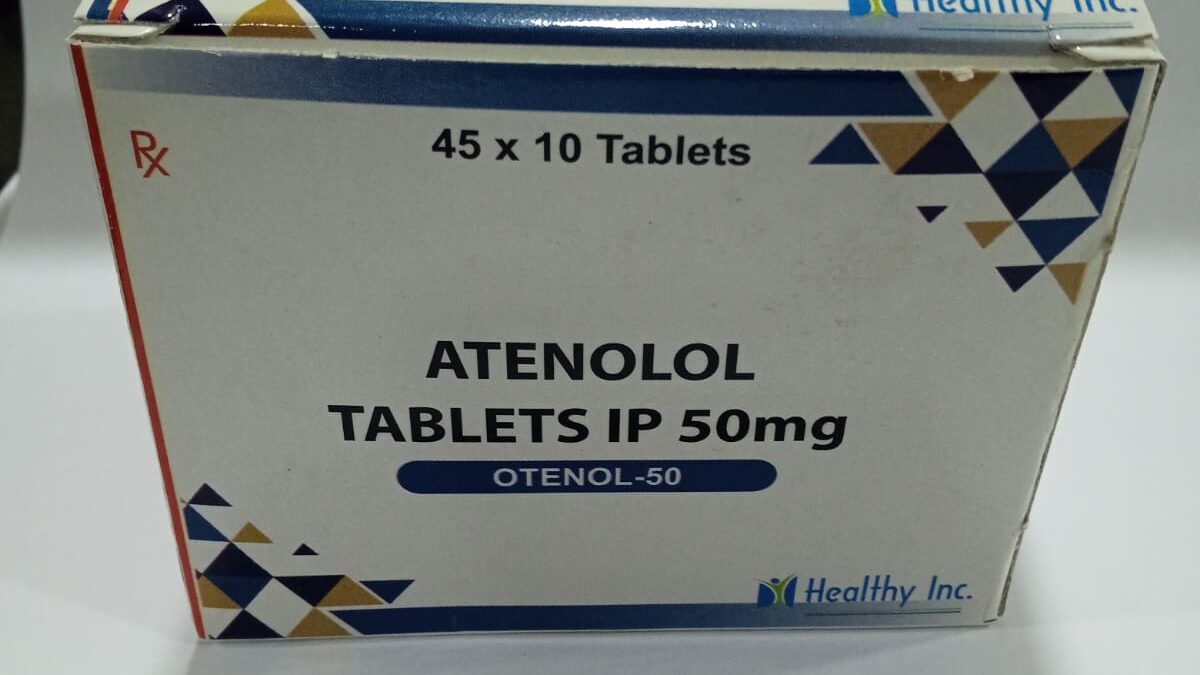 Healthy Inc.
Rx
45 x 10 Tablets
ATENOLOL
TABLETS IP 50mg
OTENOL-50
Healthy Inc.